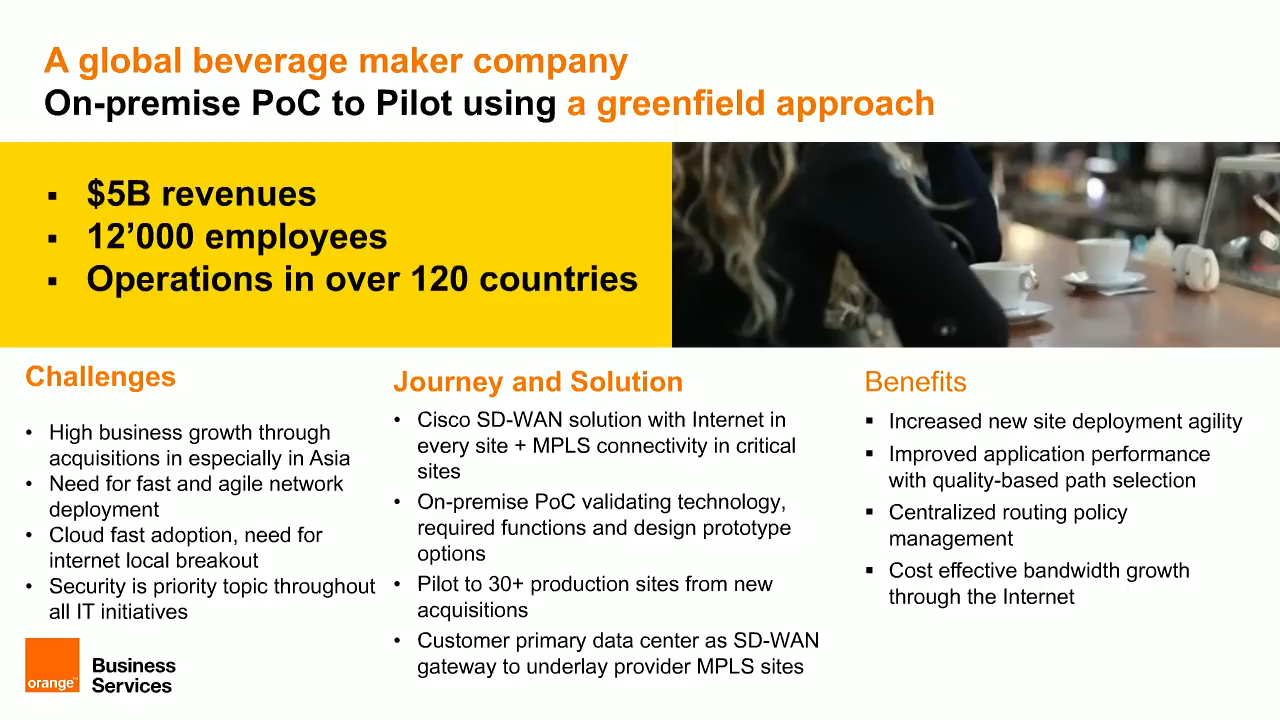 A global beverage maker company
On-premise PoC to Pilot using a greenfield approach
▪ $5B revenues
▪ 12’000 employees
▪ Operations in over 120 countries
Challenges
• High business growth through
acquisitions in especially in Asia
• Need for fast and agile network
deployment
• Cloud fast adoption, need for
internet local breakout
• Security is priority topic throughout
all IT initiatives
Journey and Solution
• Cisco SD-WAN solution with Internet in
every site + MPLS connectivity in critical
sites
• On-premise PoC validating technology,
required functions and design prototype
options
• Pilot to 30+ production sites from new
acquisitions
• Customer primary data center as SD-WAN
gateway to underlay provider MPLS sites
Benefits
▪ Increased new site deployment agility
▪ Improved application performance
with quality-based path selection
▪ Centralized routing policy
management
▪ Cost effective bandwidth growth
through the Internet
orange™
Business
Services